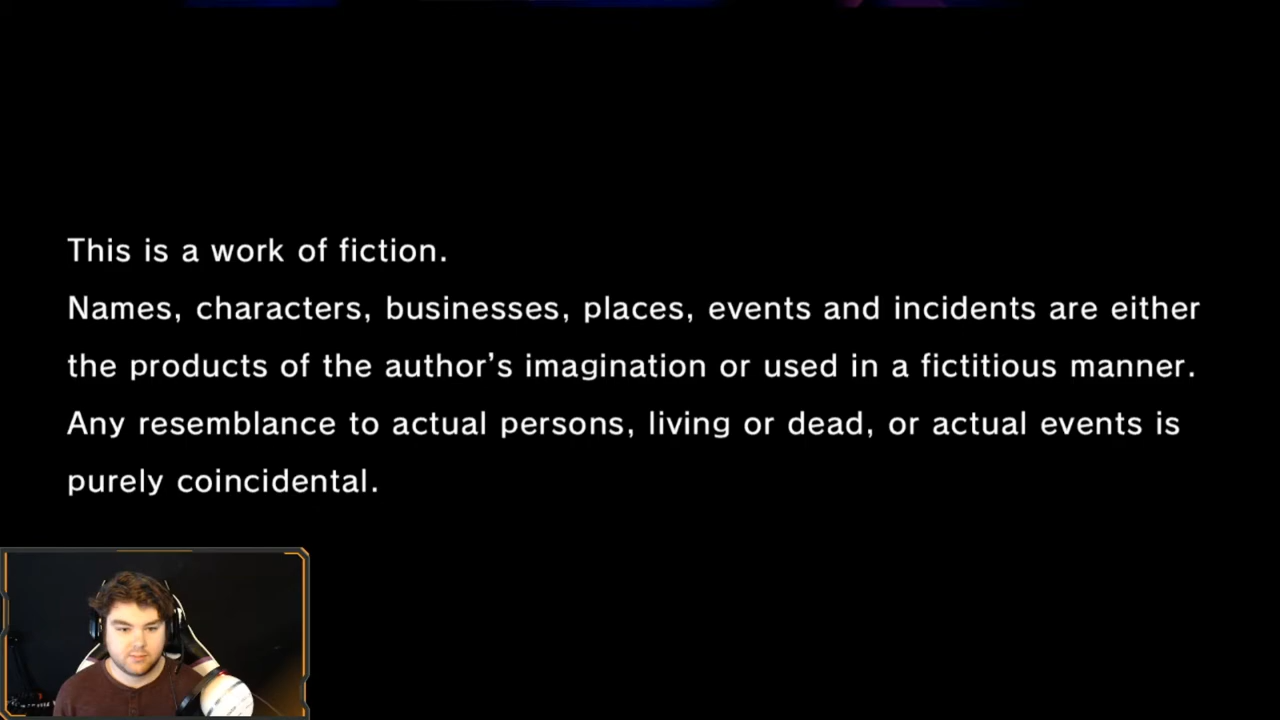 This is a work of fiction.
Names, characters, businesses, places, events and incidents are either
the products of the author’s imagination or used in a fictitious manner.
Any resemblance to actual persons, living or dead, or actual events is
purely coincidental.